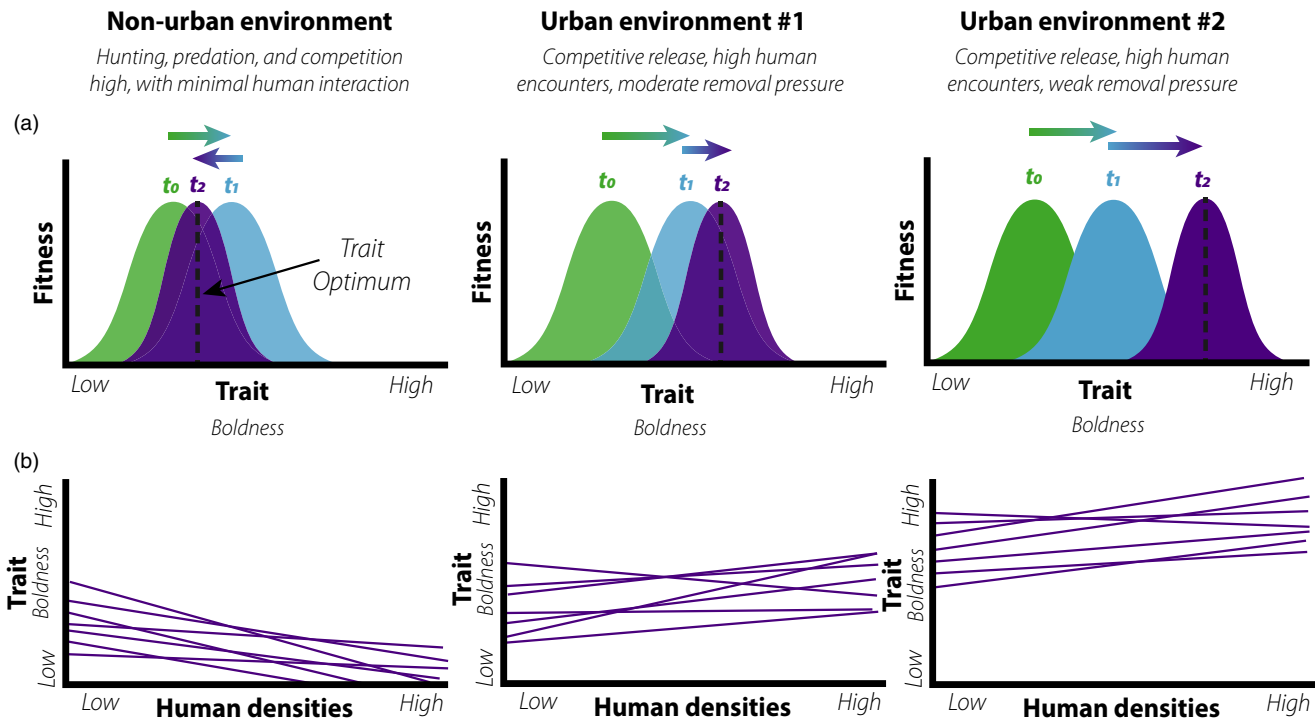 Non-urban environment
Hunting, predation, and competition
high, with minimal human interaction
Urban environment #1
Competitive release, high human
encounters, moderate removal pressure
Urban environment #2
Competitive release, high human
encounters, weak removal pressure
(a)
Fitness
t0 t2 t1
Trait
Optimum
Low
High
Trait
Boldness
Fitness
t0 t1 t2
Low
High
Trait
Boldness
Fitness
t0 t1 t2
Low
High
Trait
Boldness
(b)
Trait
Boldness
High
Low
Low
High
Human densities
Trait
Boldness
High
Low
Low
High
Human densities
Trait
Boldness
High
Low
Low
High
Human densities